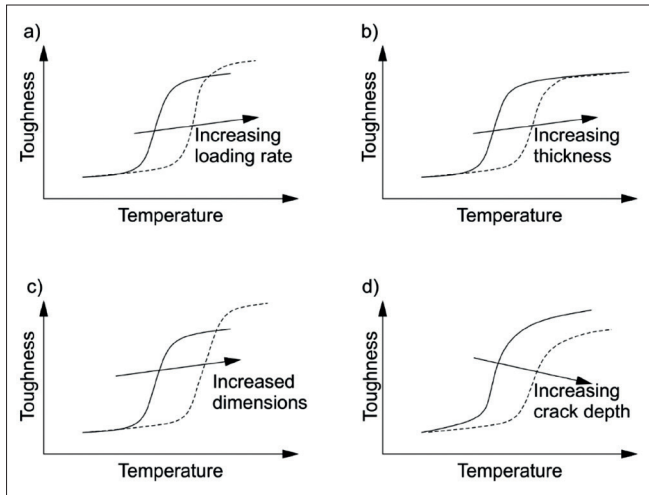 a)
Toughness
Increasing
loading rate
Temperature
b)
Toughness
Increasing
thickness
Temperature
c)
Toughness
Increased
dimensions
Temperature
d)
Toughness
Increasing
crack depth
Temperature